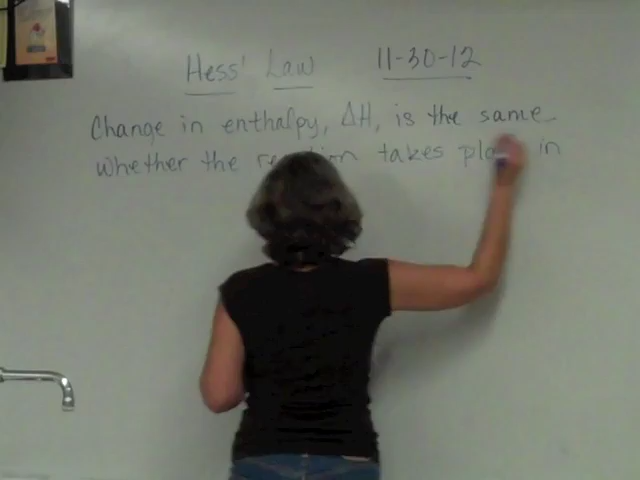 Hess' Law 11-30-12
Change in enthalpy, ΔH, is the same
whether the takes in